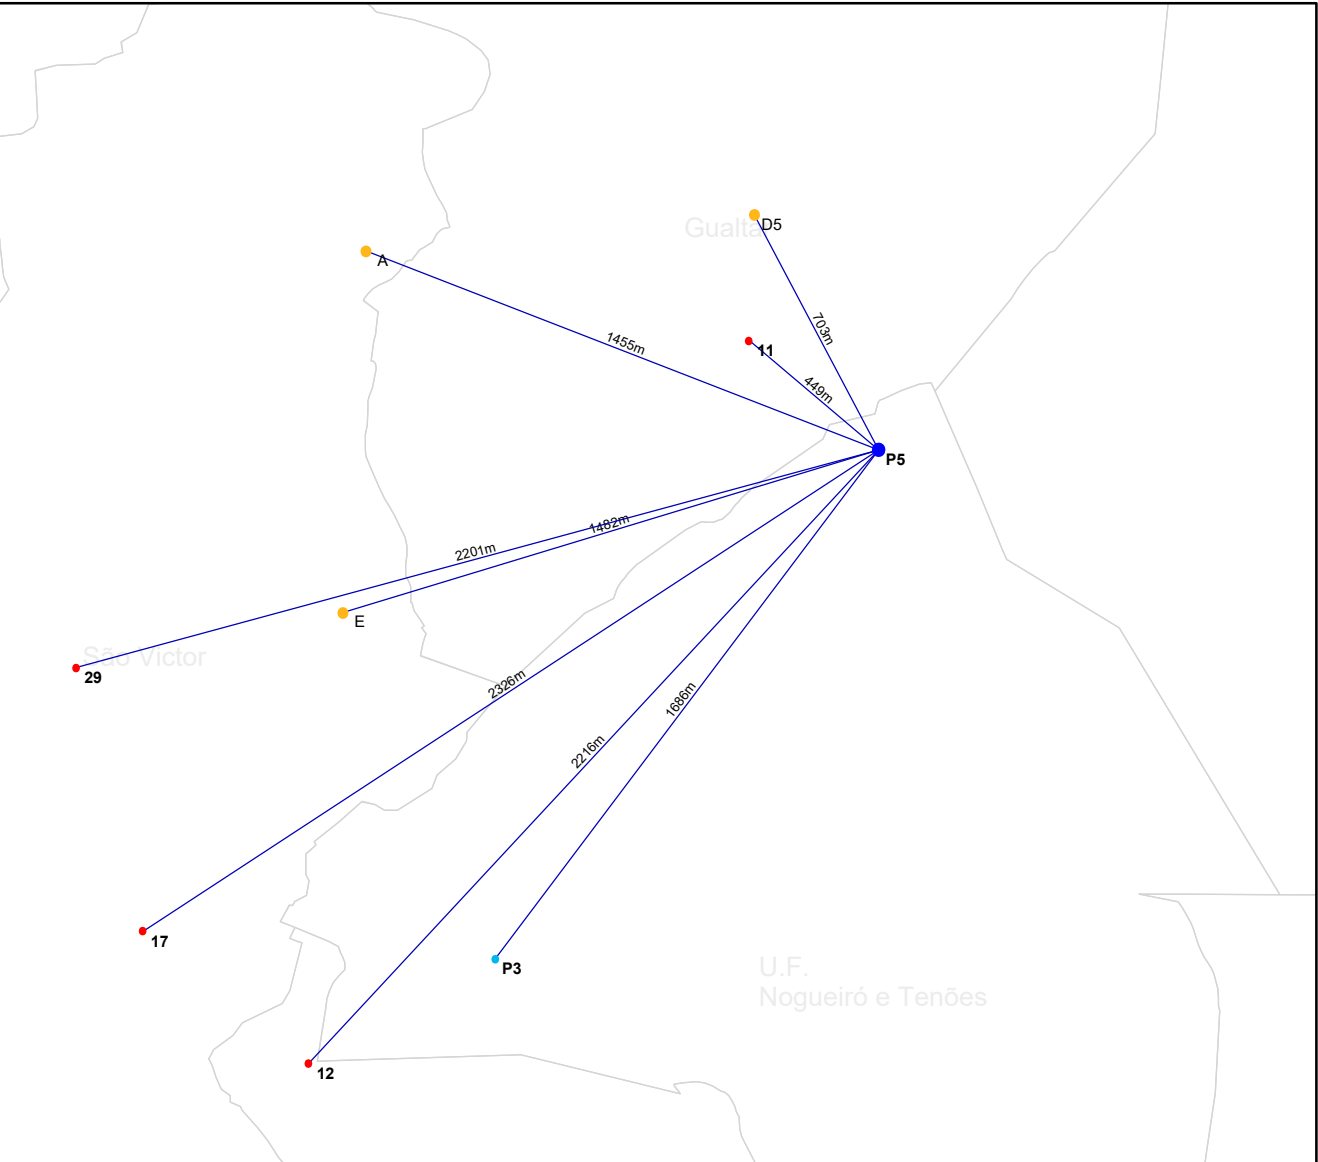 D5
Gualta
A
703m
1455m
11
449m
P5
1482m
2201m
E
São Victor
29
2326m
1686m
2216m
17
P3
U.F.
Nogueiró e Tenões
12